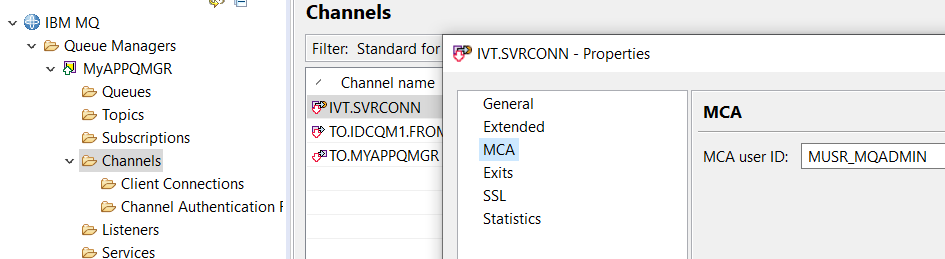 IBM MQ
Queue Managers
MyAPPQMGR
Queues
Topics
Subscriptions
Channels
Client Connections
Channel Authentication
Listeners
Services
Channels
Filter: Standard for
Channel name
IVT.SVRCONN
TO.IDCQM1.FROM
TO.MYAPPQMGR
IVT.SVRCONN - Properties
General
Extended
MCA
Exits
SSL
Statistics
MCA
MCA user ID: MUSR_MQADMIN